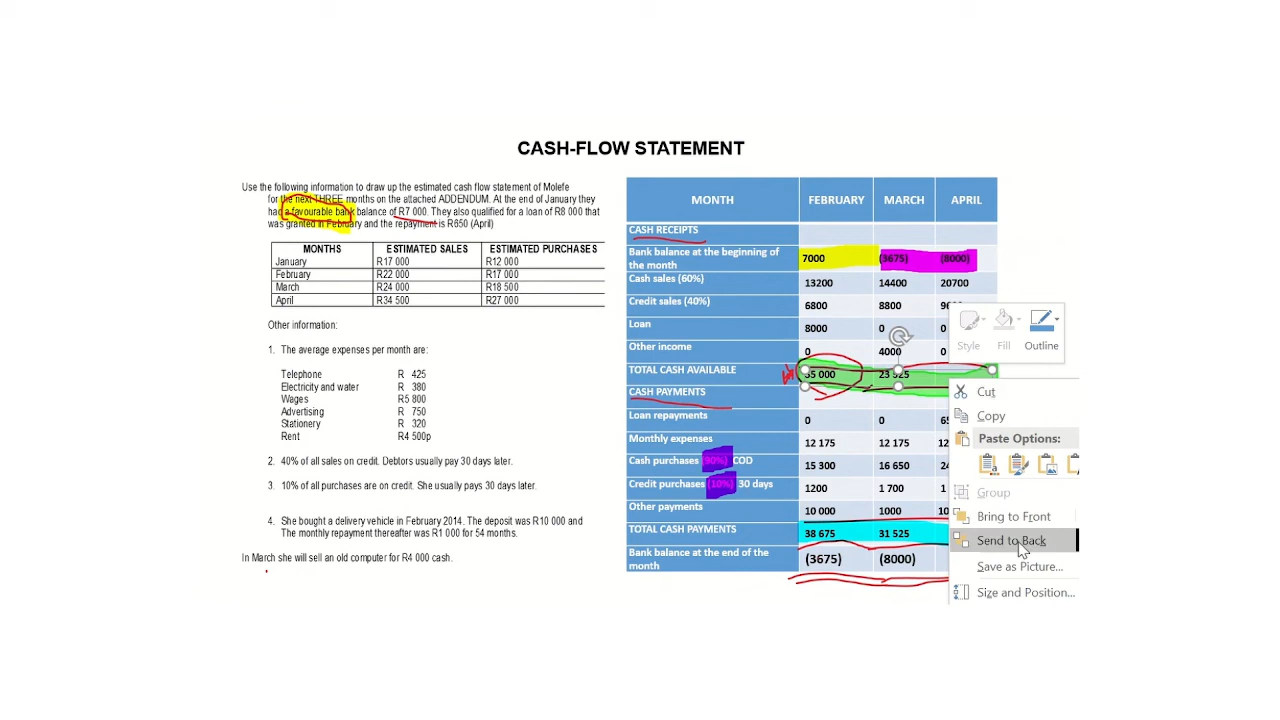 CASH-FLOW STATEMENT
Use the following information to draw up the estimated cash flow statement of Molefe
for the next THREE months on the attached ADDENDUM. At the end of January they
had a favourable bank balance of R7 000. They also qualified for a loan of R8 000 that
was granted in February and the repayment is R650 (April)
MONTHS ESTIMATED SALES ESTIMATED PURCHASES
January R17 000 R12 000
February R22 000 R17 000
March R24 000 R18 500
April R34 500 R27 000
Other information:
1. The average expenses per month are:
Telephone R 425
Electricity and water R 380
Wages R5 800
Advertising R 750
Stationery R 320
Rent R4 500p
2. 40% of all sales on credit. Debtors usually pay 30 days later.
3. 10% of all purchases are on credit. She usually pays 30 days later.
4. She bought a delivery vehicle in February 2014. The deposit was R10 000 and
The monthly repayment thereafter was R1 000 for 54 months.
In March she will sell an old computer for R4 000 cash.
MONTH FEBRUARY MARCH APRIL
CASH RECEIPTS
Bank balance at the beginning of
the month 7000 (3675) (8000)
Cash sales (60%) 13200 14400 20700
Credit sales (40%) 6800 8800
Loan 8000 0 0
Other income 0 4000 0
TOTAL CASH AVAILABLE 35 000 23 525
CASH PAYMENTS
Loan repayments 0 0
Monthly expenses 12 175 12 175
Cash purchases (90%) COD 15 300 16 650
Credit purchases (10%) 30 days 1200 1 700
Other payments 10 000 1000
TOTAL CASH PAYMENTS 38 675 31 525
Bank balance at the end of the
month (3675) (8000)
Style Fill Outline
Cut
Copy
Paste Options:
Group
Bring to Front
Send to Back
Save as Picture...
Size and Position...